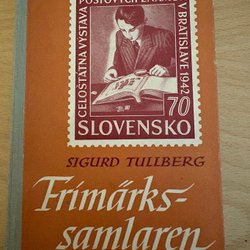 CELOŠTÁTNA VÝSTAVA
POŠTOVÝCH ZNÁMOK
V BRATISLAVE 1942
70
SLOVENSKO
SIGURD TULLBERG
Frimärks-
samlaren